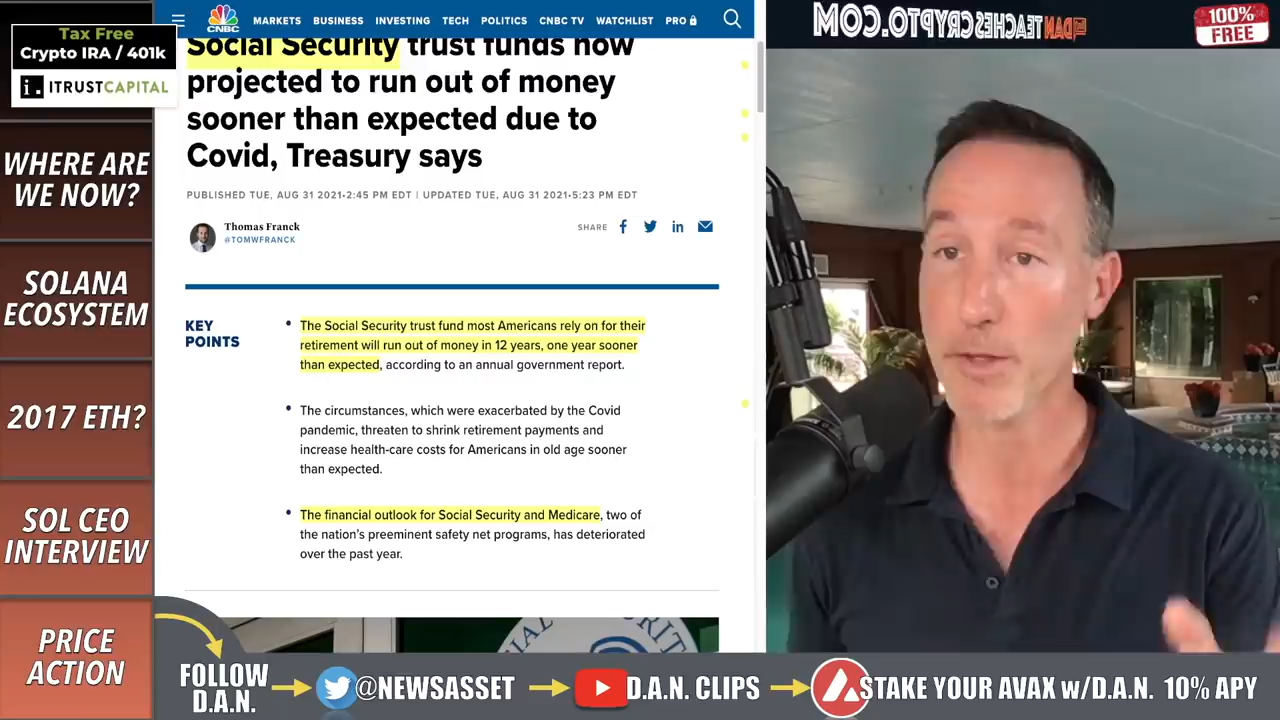 Tax Free
Crypto IRA / 401k
ITRUSTCAPITAL
WHERE ARE
WE NOW?
SOLANA
ECOSYSTEM
2017 ETH?
SOL CEO
INTERVIEW
PRICE
ACTION
CNBC
MARKETS BUSINESS INVESTING TECH POLITICS CNBC TV WATCHLIST PRO
Social Security trust funds now
projected to run out of money
sooner than expected due to
Covid, Treasury says
PUBLISHED TUE, AUG 31 2021•2:45 PM EDT | UPDATED TUE, AUG 31 2021•5:23 PM EDT
Thomas Franck
@TOMWFRANCK
SHARE
KEY
POINTS
• The Social Security trust fund most Americans rely on for their
retirement will run out of money in 12 years, one year sooner
than expected, according to an annual government report.
• The circumstances, which were exacerbated by the Covid
pandemic, threaten to shrink retirement payments and
increase health-care costs for Americans in old age sooner
than expected.
• The financial outlook for Social Security and Medicare, two of
the nation's preeminent safety net programs, has deteriorated
over the past year.
DANTEACHESCRYPTO.COM
100%
FREE
FOLLOW
D.A.N.
@NEWSASSET
D.A.N. CLIPS
STAKE YOUR AVAX w/D.A.N. 10% APY